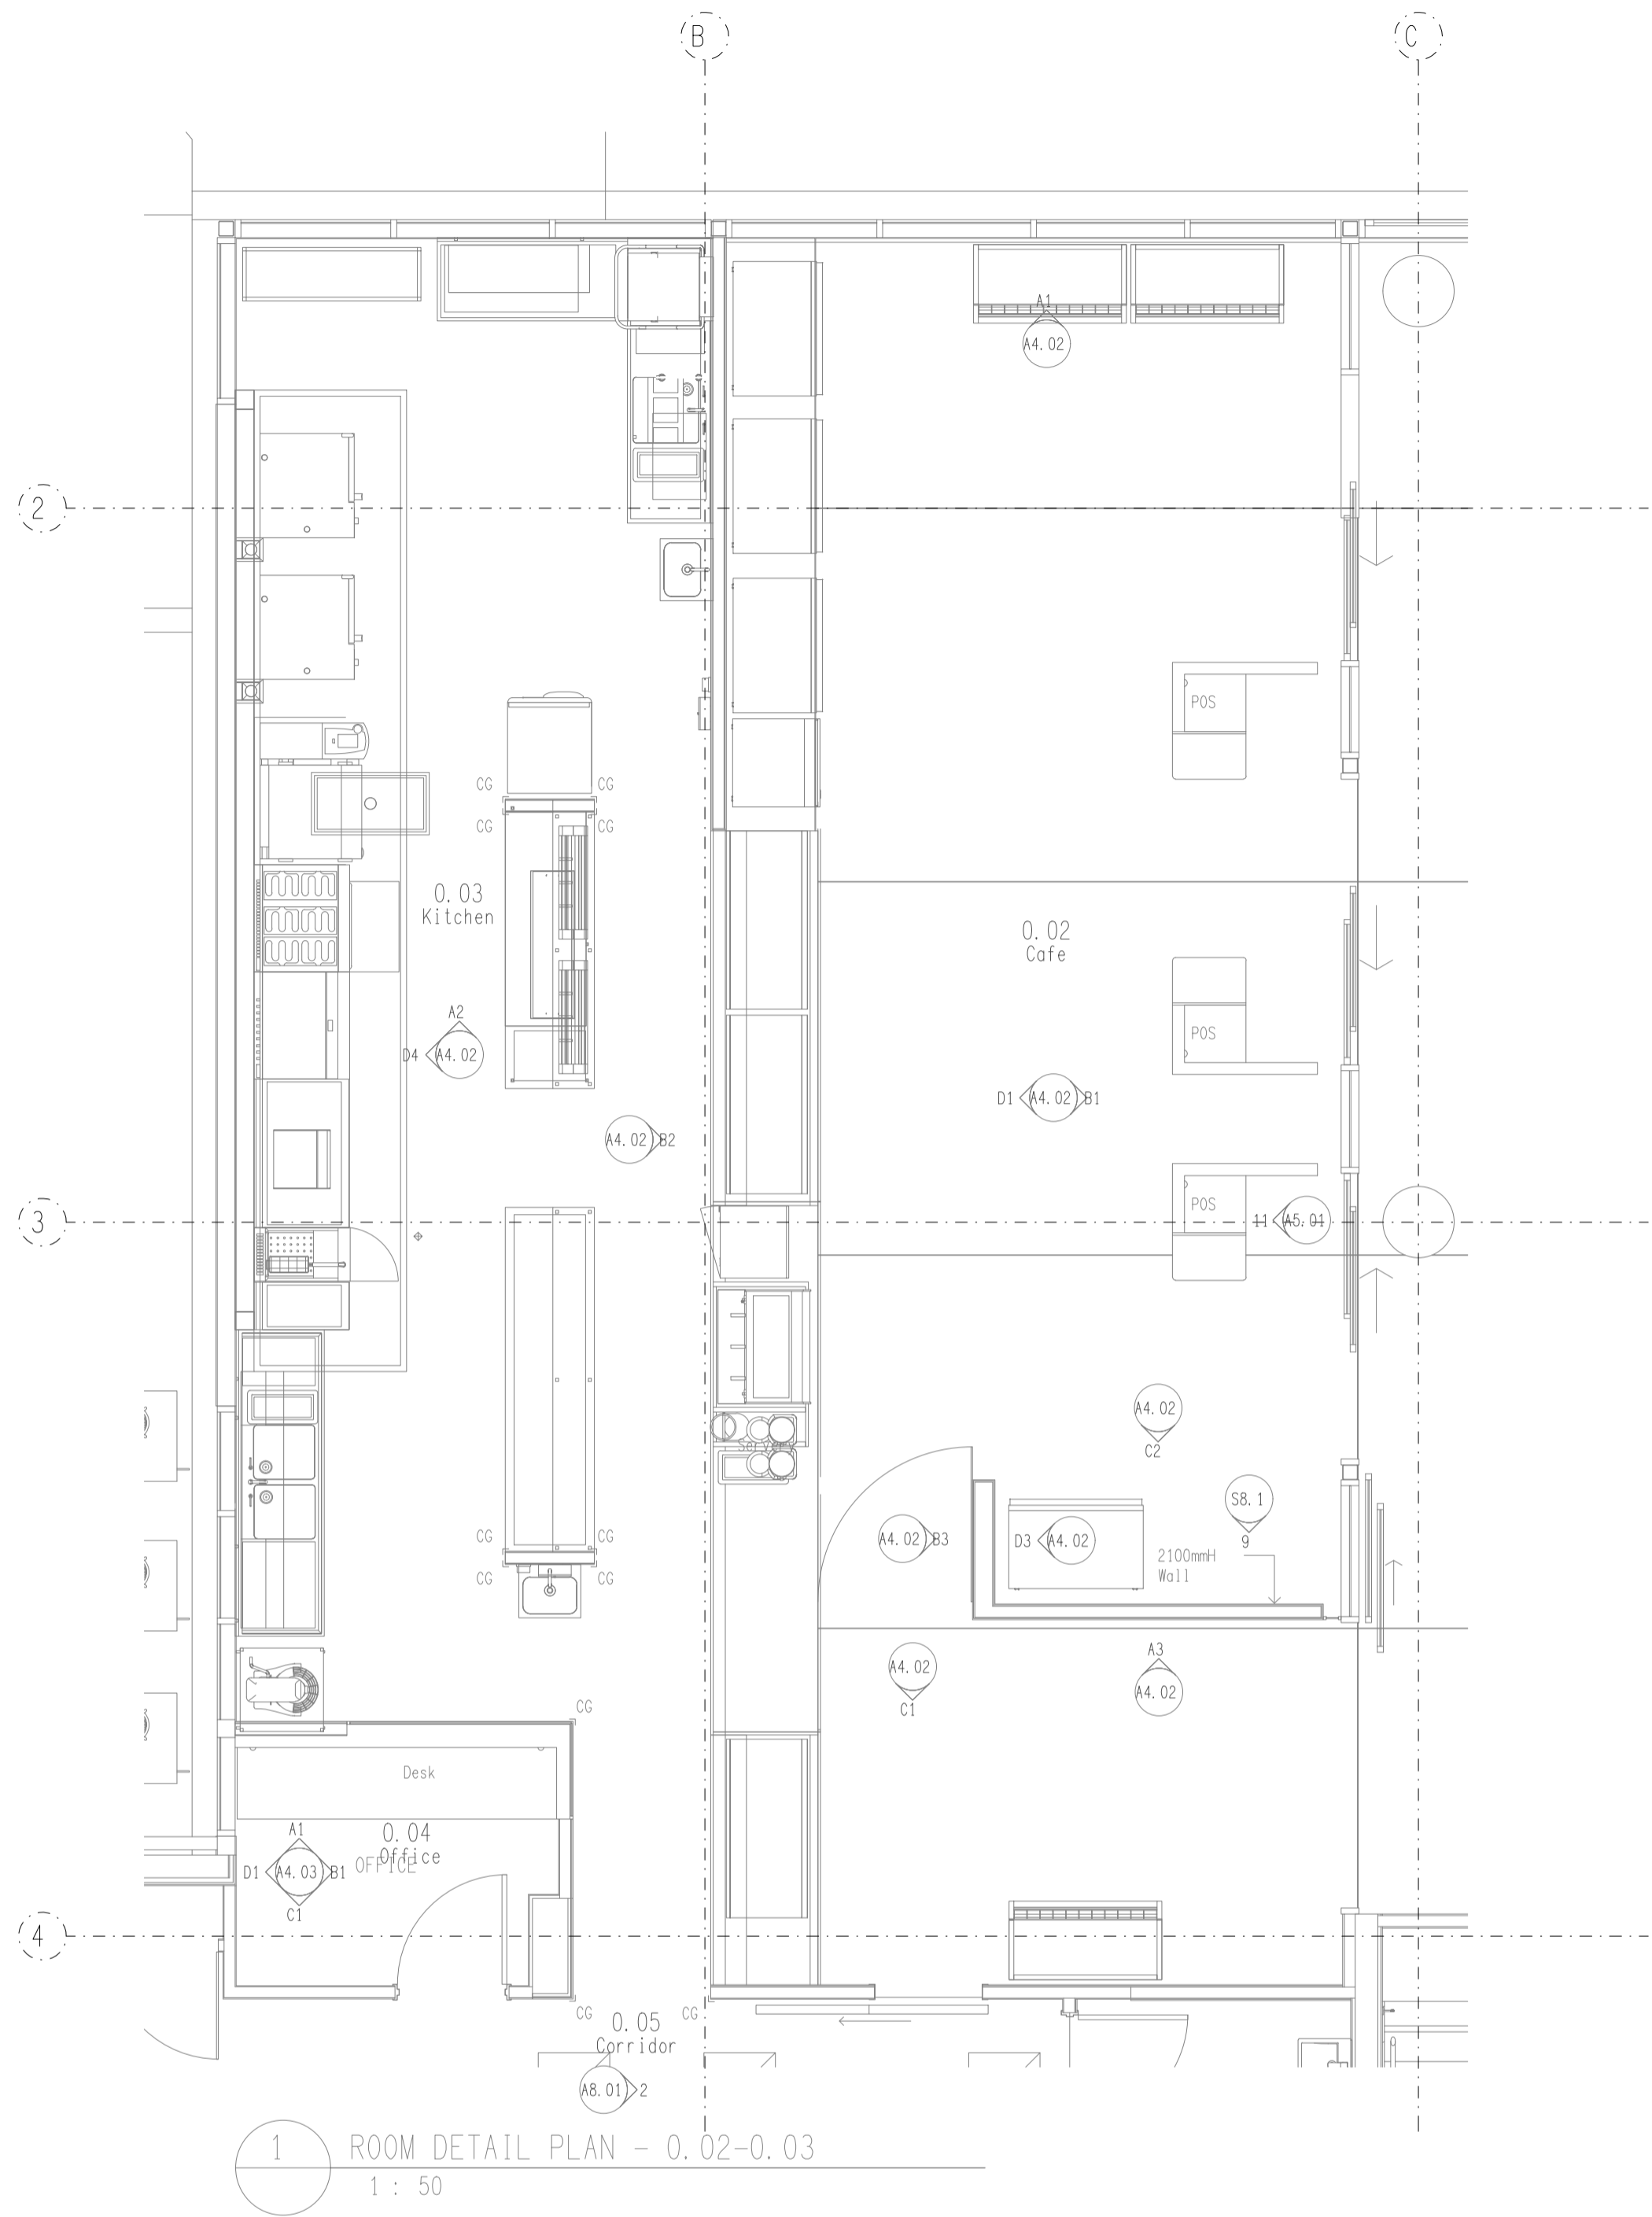 B
C
A1
A4.02
2
POS
CG
CG
CG
CG
0.03
Kitchen
0.02
Cafe
A2
D4
A4.02
POS
D1
A4.02
B1
A4.02
B2
POS
3
11
A5.01
A4.02
C2
S8.1
9
CG
CG
A4.02
B3
D3
A4.02
2100mmH
Wall
CG
CG
A4.02
C1
A3
A4.02
CG
Desk
A1
0.04
Office
OFFICE
D1
A4.03
B1
C1
4
CG
CG
0.05
Corridor
A8.01
2
1
ROOM DETAIL PLAN - 0.02-0.03
1 : 50